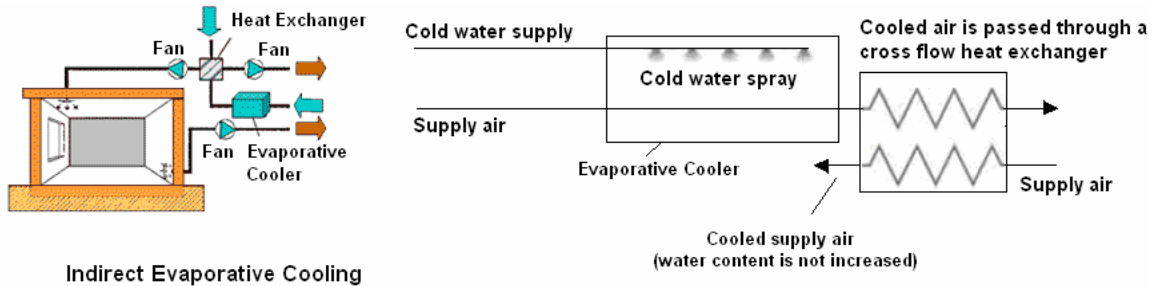 Heat Exchanger
Fan
Fan
Fan
Evaporative
Cooler
Indirect Evaporative Cooling
Cold water supply
Cold water spray
Supply air
Evaporative Cooler
Cooled air is passed through a
cross flow heat exchanger
Supply air
Cooled supply air
(water content is not increased)